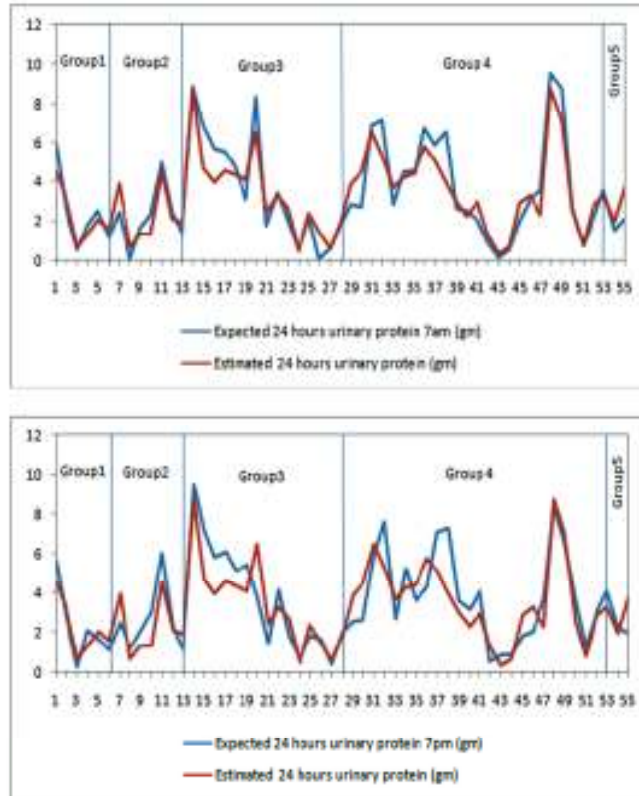 12
10
8
6
4
2
0
Group1
Group2
Group3
Group4
Group5
1 3 5 7 9 11 13 15 17 19 21 23 25 27 29 31 33 35 37 39 41 43 45 47 49 51 53 55
Expected 24 hours urinary protein 7am (gm)
Estimated 24 hours urinary protein (gm)
12
10
8
6
4
2
0
Group1
Group2
Group3
Group4
Group5
1 3 5 7 9 11 13 15 17 19 21 23 25 27 29 31 33 35 37 39 41 43 45 47 49 51 53 55
Expected 24 hours urinary protein 7pm (gm)
Estimated 24 hours urinary protein (gm)